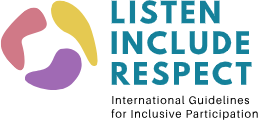 LISTEN
INCLUDE
RESPECT
International Guidelines
for Inclusive Participation